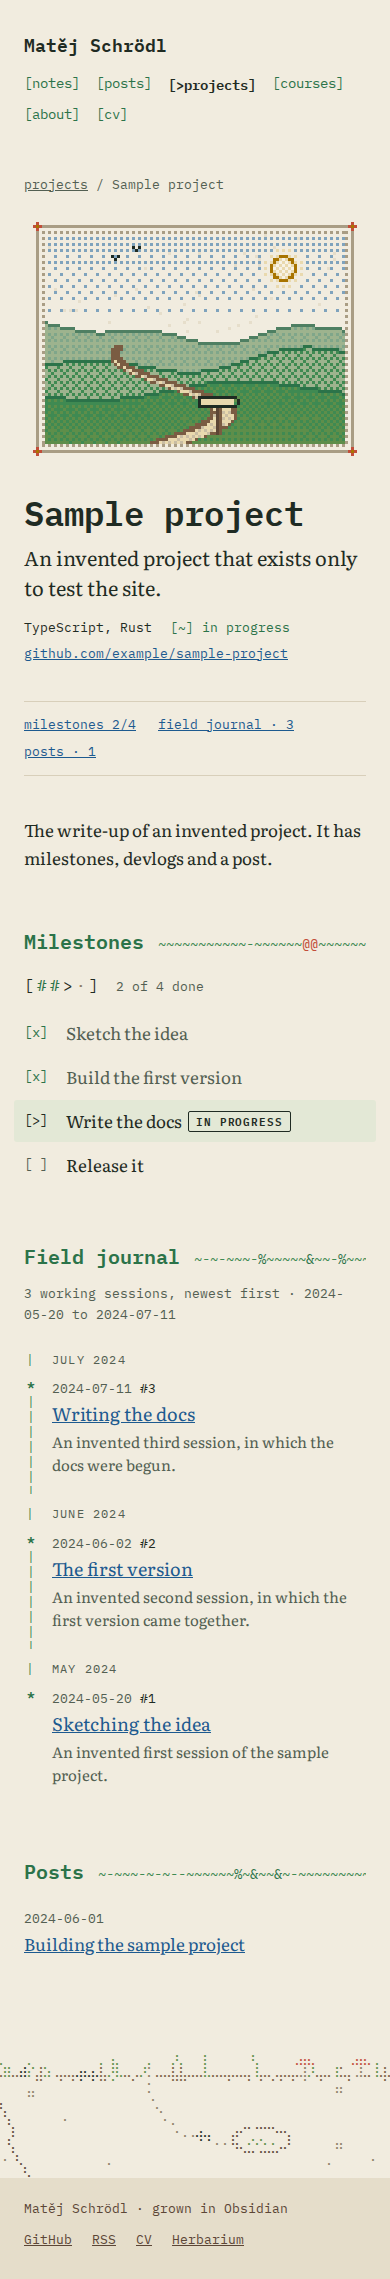 Matěj Schrödl
[notes] [posts] [>projects] [courses]
[about] [cv]
projects / Sample project
Sample project
An invented project that exists only
to test the site.
TypeScript, Rust [~] in progress
github.com/example/sample-project
milestones 2/4 field journal · 3
posts · 1
The write-up of an invented project. It has
milestones, devlogs and a post.
Milestones ~~~~~~~~~~~-~~~~~~@@~~~~~~
[##>·] 2 of 4 done
[x] Sketch the idea
[x] Build the first version
[>] Write the docs IN PROGRESS
[ ] Release it
Field journal ~-~-~~~-%~~~~~&~~-%~~-
3 working sessions, newest first · 2024-
05-20 to 2024-07-11
JULY 2024
* 2024-07-11 #3
Writing the docs
An invented third session, in which the
docs were begun.
JUNE 2024
* 2024-06-02 #2
The first version
An invented second session, in which the
first version came together.
MAY 2024
* 2024-05-20 #1
Sketching the idea
An invented first session of the sample
project.
Posts ~-~~~-~-~--~~~~~~%~&~~&~-~~~~~~~~-
2024-06-01
Building the sample project
Matěj Schrödl · grown in Obsidian
GitHub RSS CV Herbarium